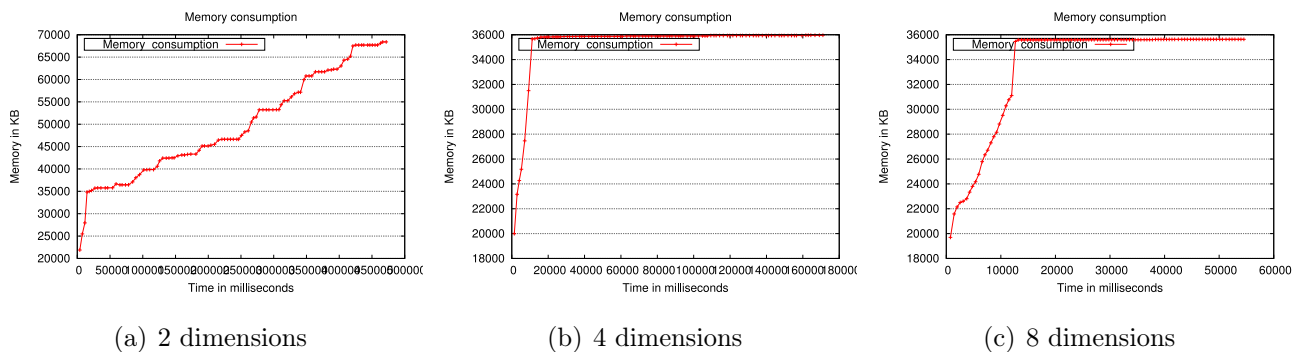 Memory consumption
Memory consumption
70000
65000
60000
55000
50000
45000
40000
35000
30000
25000
20000
Memory in KB
0 50000 100000 150000 200000 250000 300000 350000 400000 450000 500000
Time in milliseconds
(a) 2 dimensions
Memory consumption
Memory consumption
36000
34000
32000
30000
28000
26000
24000
22000
20000
18000
Memory in KB
0 20000 40000 60000 80000 100000 120000 140000 160000 180000
Time in milliseconds
(b) 4 dimensions
Memory consumption
Memory consumption
36000
34000
32000
30000
28000
26000
24000
22000
20000
18000
Memory in KB
0 10000 20000 30000 40000 50000 60000
Time in milliseconds
(c) 8 dimensions